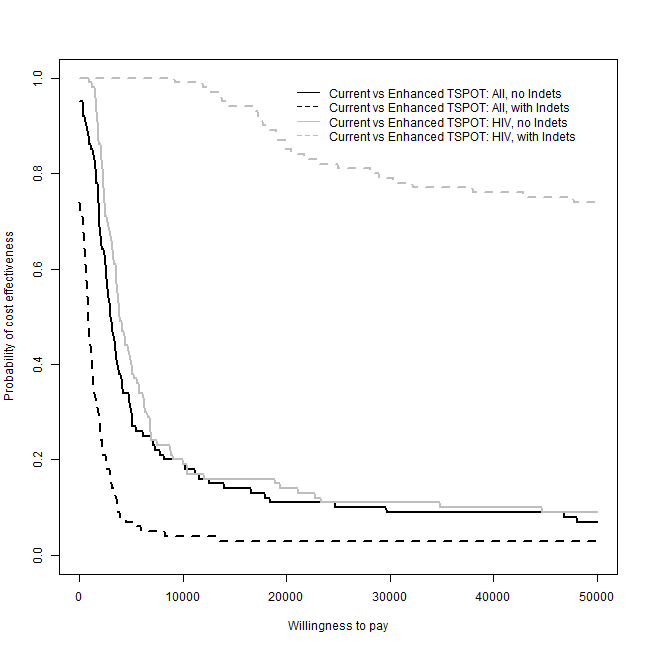 Current vs Enhanced TSPOT: All, no Indets
Current vs Enhanced TSPOT: All, with Indets
Current vs Enhanced TSPOT: HIV, no Indets
Current vs Enhanced TSPOT: HIV, with Indets
Probability of cost effectiveness
1.0
0.8
0.6
0.4
0.2
0.0
0 10000 20000 30000 40000 50000
Willingness to pay